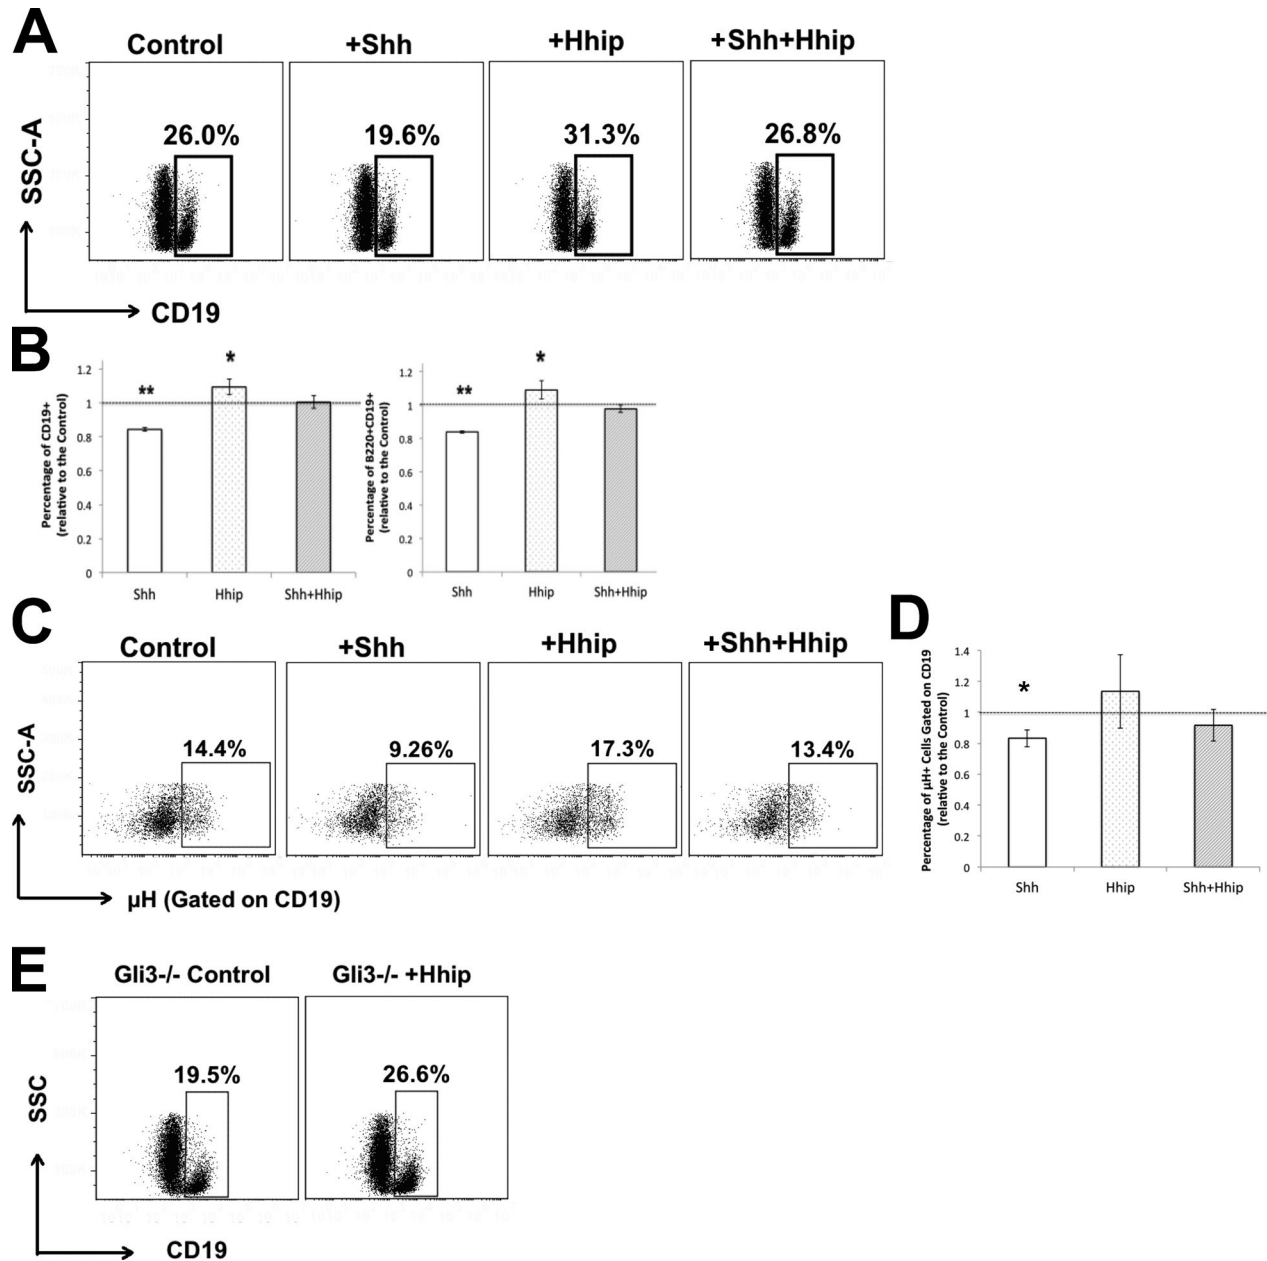 A
Control
+Shh
+Hhip
+Shh+Hhip
26.0%
19.6%
31.3%
26.8%
SSC-A
CD19
B
Percentage of CD19+
(relative to the Control)
1.2
1
0.8
0.6
0.4
0.2
0
**
*
Shh
Hhip
Shh+Hhip
Percentage of B220+CD19+
(relative to the Control)
1.2
1
0.8
0.6
0.4
0.2
0
**
*
Shh
Hhip
Shh+Hhip
C
Control
+Shh
+Hhip
+Shh+Hhip
14.4%
9.26%
17.3%
13.4%
SSC-A
µH (Gated on CD19)
D
Percentage of µH+ Cells Gated on CD19
(relative to the Control)
1.4
1.2
1
0.8
0.6
0.4
0.2
0
*
Shh
Hhip
Shh+Hhip
E
Gli3-/- Control
Gli3-/- +Hhip
19.5%
26.6%
SSC
CD19